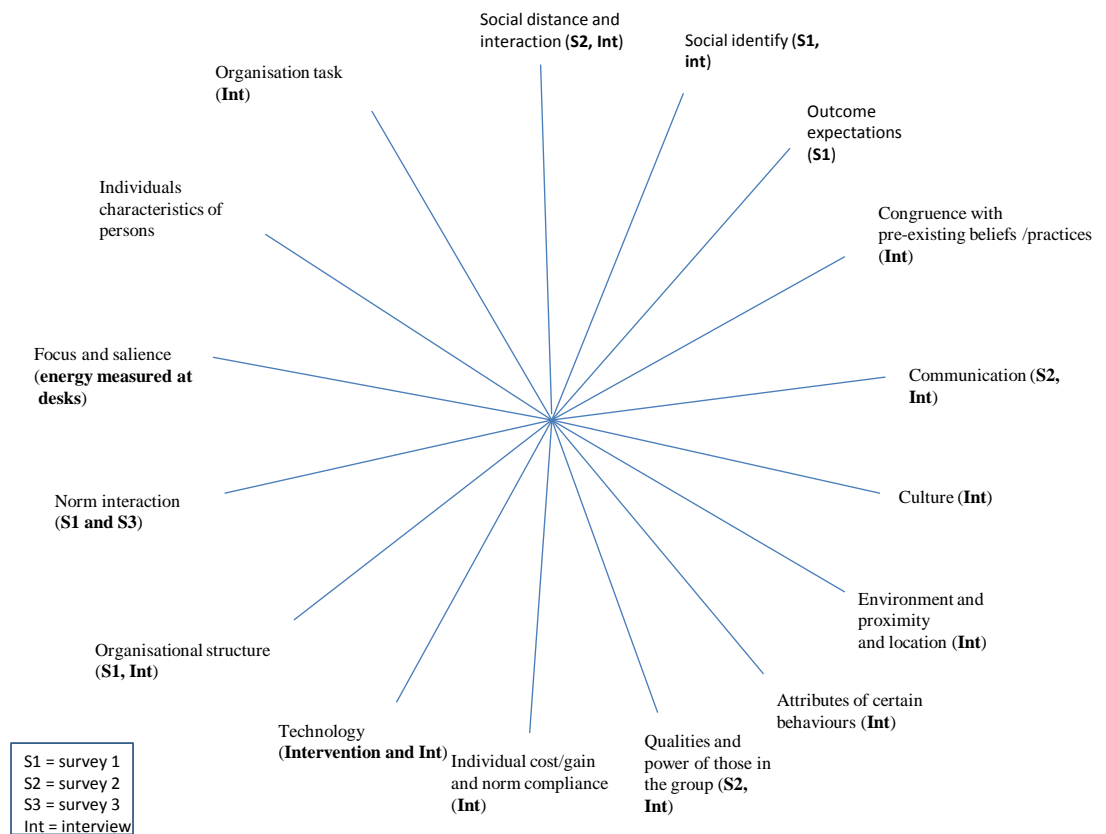 Social distance and
interaction (S2, Int)
Social identify (S1,
int)
Outcome
expectations
(S1)
Congruence with
pre-existing beliefs /practices
(Int)
Communication (S2,
Int)
Culture (Int)
Environment and
proximity
and location (Int)
Attributes of certain
behaviours (Int)
Qualities and
power of those in
the group (S2,
Int)
Individual cost/gain
and norm compliance
(Int)
Technology
(Intervention and Int)
Organisational structure
(S1, Int)
Norm interaction
(S1 and S3)
Focus and salience
(energy measured at
desks)
Individuals
characteristics of
persons
Organisation task
(Int)
S1 = survey 1
S2 = survey 2
S3 = survey 3
Int = interview